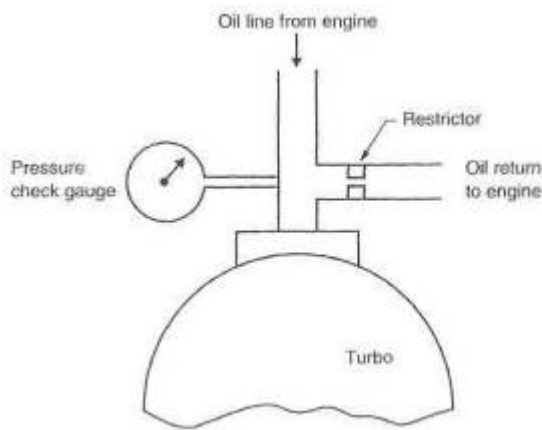 Oil line from engine
Restrictor
Pressure
check gauge
Oil return
to engine
Turbo